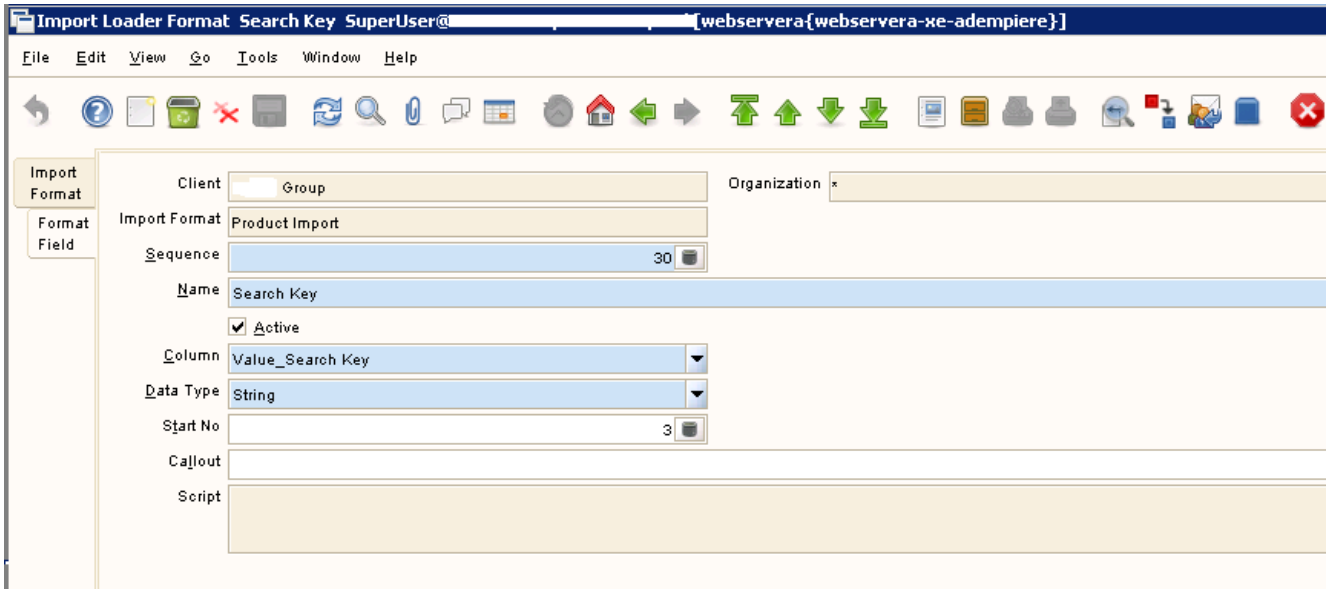 Import Loader Format Search Key SuperUser@ [webservera{webservera-xe-adempiere}]
File Edit View Go Tools Window Help
Import Format
Format Field
Client Group Organization *
Import Format Product Import
Sequence 30
Name Search Key
Active
Column Value_Search Key
Data Type String
Start No 3
Callout
Script